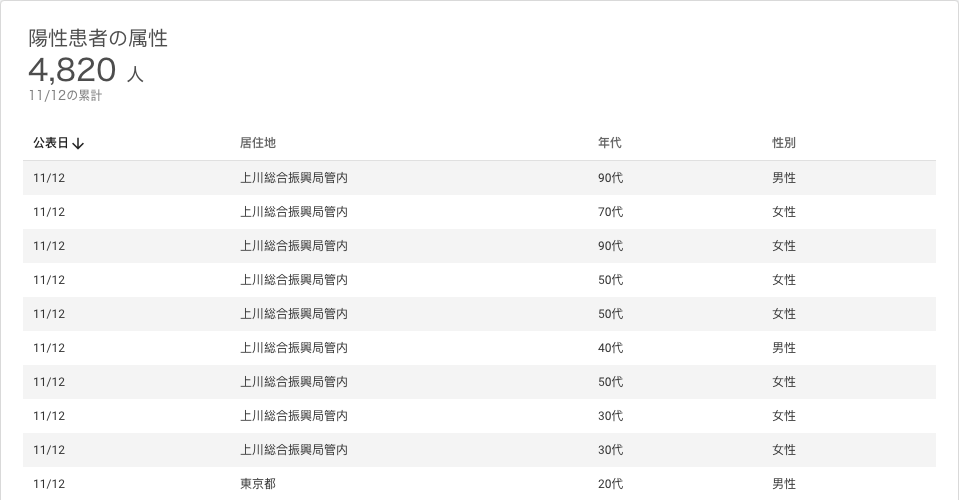 陽性患者の属性
4,820 人
11/12の累計
公表日↓ 居住地 年代 性別
11/12 上川総合振興局管内 90代 男性
11/12 上川総合振興局管内 70代 女性
11/12 上川総合振興局管内 90代 女性
11/12 上川総合振興局管内 50代 女性
11/12 上川総合振興局管内 50代 女性
11/12 上川総合振興局管内 40代 男性
11/12 上川総合振興局管内 50代 女性
11/12 上川総合振興局管内 30代 女性
11/12 上川総合振興局管内 30代 女性
11/12 東京都 20代 男性